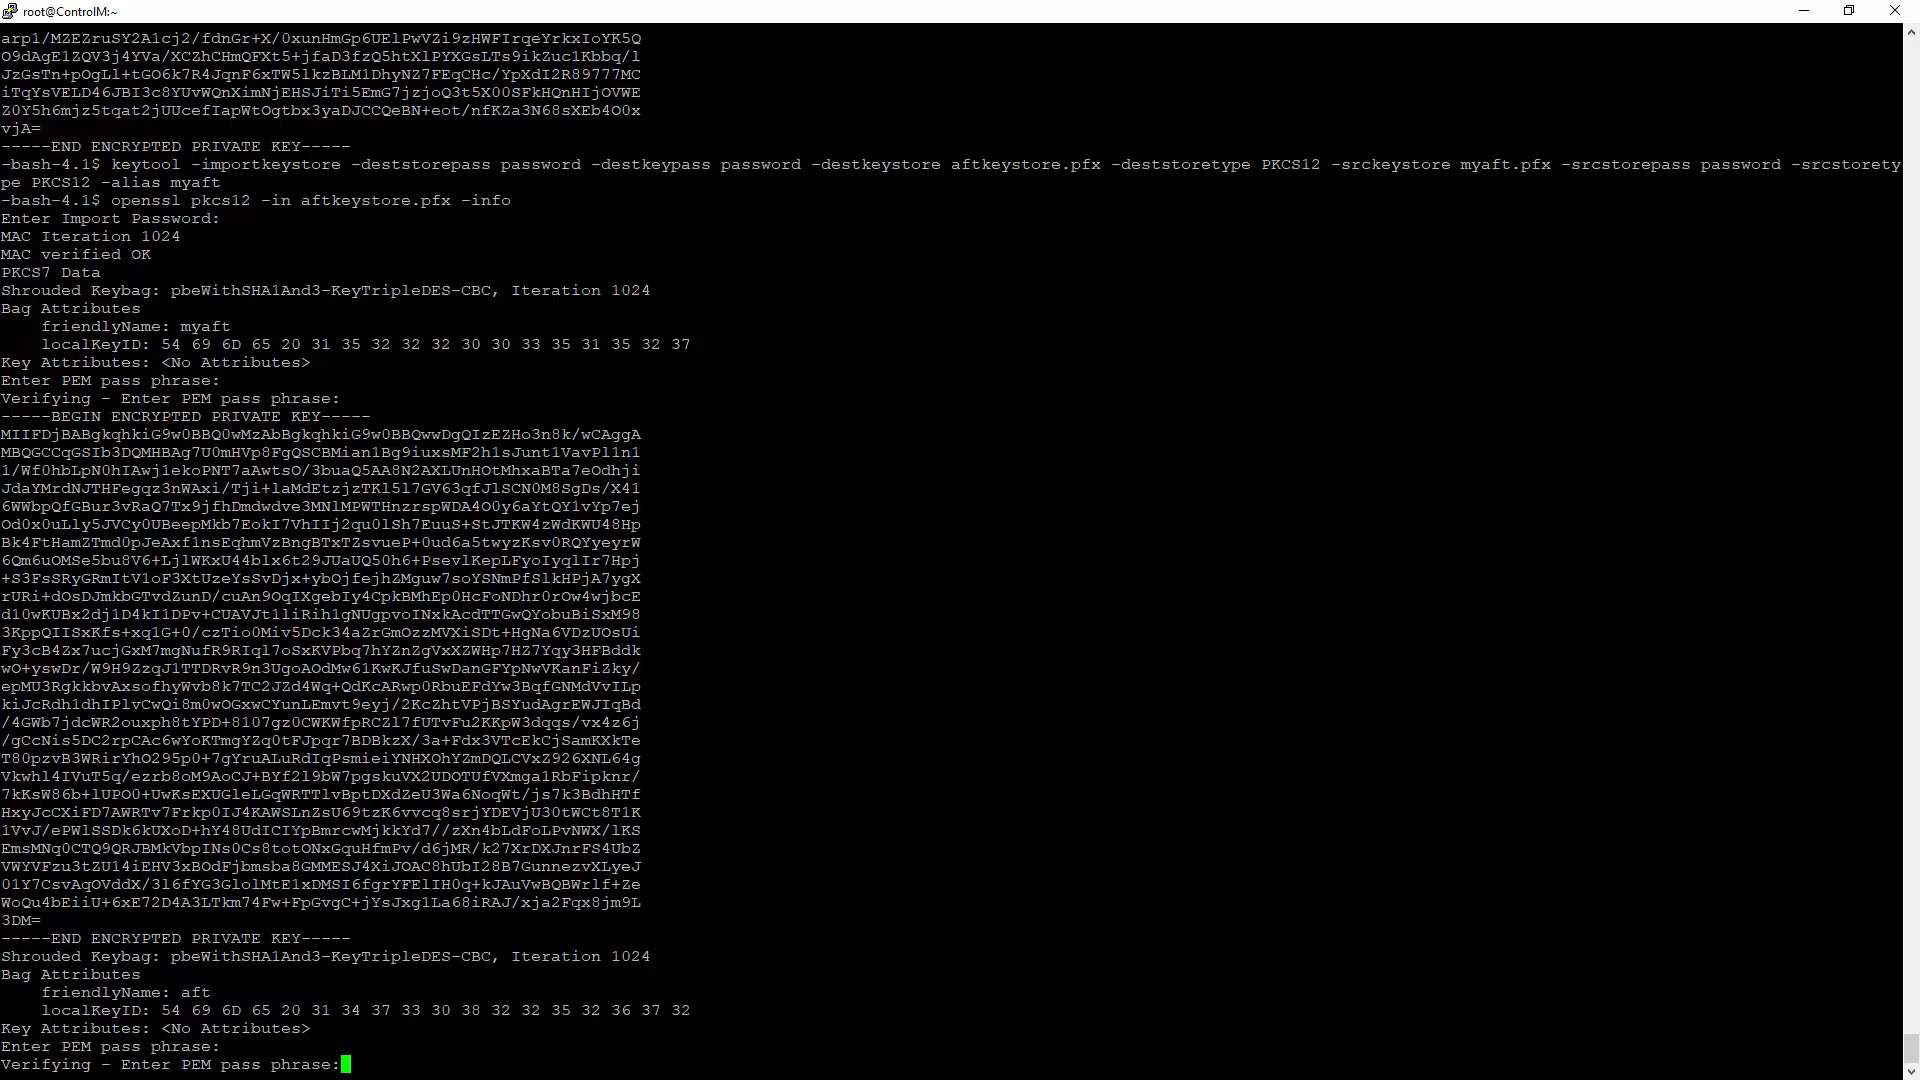 root@ControlM:~
arp1/MZEZruSY2A1cj2/fdnGr+X/0xunHmGp6UElPwVZi9zHWFIrqeYrkxIoYK5Q
O9dAgE1ZQV3j4YVa/XCZhCHmQFXt5+jfaD3fzQ5htXlPYXGsLTs9ikZuc1Kbbq/l
JzGsTn+pOgLl+tGO6k7R4JqnF6xTW5lkzBLM1DhyNZ7FEqCHc/YpXdI2R89777MC
iTqYsVELD46JBI3c8YUvWQnXimNjEHSJiTi5EmG7jzjoQ3t5X00SFkHQnHIjOVWE
Z0Y5h6mjz5tqat2jUUcefIapWtOgtbx3yaDJCCQeBN+eot/nfKZa3N68sXEb4O0x
vjA=
-----END ENCRYPTED PRIVATE KEY-----
-bash-4.1$ keytool -importkeystore -deststorepass password -destkeypass password -destkeystore aftkeystore.pfx -deststoretype PKCS12 -srckeystore myaft.pfx -srcstorepass password -srcstorety
pe PKCS12 -alias myaft
-bash-4.1$ openssl pkcs12 -in aftkeystore.pfx -info
Enter Import Password:
MAC Iteration 1024
MAC verified OK
PKCS7 Data
Shrouded Keybag: pbeWithSHA1And3-KeyTripleDES-CBC, Iteration 1024
Bag Attributes
    friendlyName: myaft
    localKeyID: 54 69 6D 65 20 31 35 32 32 32 30 30 33 35 31 35 32 37
Key Attributes: <No Attributes>
Enter PEM pass phrase:
Verifying - Enter PEM pass phrase:
-----BEGIN ENCRYPTED PRIVATE KEY-----
MIIFDjBABgkqhkiG9w0BBQ0wMzAbBgkqhkiG9w0BBQwwDgQIzEZHo3n8k/wCAggA
MBQGCCqGSIb3DQMHBAg7U0mHVp8FgQSCBMian1Bg9iuxsMF2h1sJunt1VavPl1n1
1/Wf0hbLpN0hIAwj1ekoPNT7aAwtsO/3buaQ5AA8N2AXLUnHOtMhxaBTa7eOdhji
JdaYMrdNJTHFegqz3nWAxi/Tji+laMdEtzjzTKl5l7GV63qfJlSCN0M8SgDs/X41
6WWbpQfGBur3vRaQ7Tx9jfhDmdwdve3MNlMPWTHnzrspWDA4O0y6aYtQY1vYp7ej
Od0x0uLly5JVCy0UBeepMkb7EokI7VhIIj2qu0lSh7EuuS+StJTKW4zWdKWU48Hp
Bk4FtHamZTmd0pJeAxf1nsEqhmVzBngBTxTZsvueP+0ud6a5twyzKsv0RQYyeyrW
6Qm6uOMSe5bu8V6+LjlWKxU44blx6t29JUaUQ50h6+PsevlKepLFyoIyqlIr7Hpj
+S3FsSRyGRmItV1oF3XtUzeYsSvDjx+ybOjfejhZMguw7soYSNmPfSlkHPjA7ygX
rURi+dOsDJmkbGTvdZunD/cuAn9OqIXgebIy4CpkBMhEp0HcFoNDhr0rOw4wjbcE
d10wKUBx2dj1D4kI1DPv+CUAVJt1liRih1gNUgpvoINxkAcdTTGwQYobuBiSxM98
3KppQIISxKfs+xq1G+0/czTio0Miv5Dck34aZrGmOzzMVXiSDt+HgNa6VDzUOsUi
Fy3cB4Zx7ucjGxM7mgNufR9RIql7oSxKVPbq7hYZnZgVxXZWHp7HZ7Yqy3HFBddk
wO+yswDr/W9H9ZzqJ1TTDRvR9n3UgoAOdMw61KwKJfuSwDanGFYpNwVKanFiZky/
epMU3RgkkbvAxsofhyWvb8k7TC2JZd4Wq+QdKcARwp0RbuEFdYw3BqfGNMdVvILp
kiJcRdh1dhIPlvCwQi8m0wOGxwCYunLEmvt9eyj/2KcZhtVPjBSYudAgrEWJIqBd
/4GWb7jdcWR2ouxph8tYPD+8107gz0CWKWfpRCZl7fUTvFu2KKpW3dqqs/vx4z6j
/gCcNis5DC2rpCAc6wYoKTmgYZq0tFJpqr7BDBkzX/3a+Fdx3VTcEkCjSamKXkTe
T80pzvB3WRirYhO295p0+7gYruALuRdIqPsmieiYNHXOhYZmDQLCVxZ926XNL64g
Vkwhl4IVuT5q/ezrb8oM9AoCJ+BYf2l9bW7pgskuVX2UDOTUfVXmga1RbFipknr/
7kKsW86b+lUPO0+UwKsEXUGleLGqWRTTlvBptDXdZeU3Wa6NoqWt/js7k3BdhHTf
HxyJcCXiFD7AWRTv7Frkp0IJ4KAWSLnZsU69tzK6vvcq8srjYDEVjU30tWCt8T1K
1VvJ/ePWlSSDk6kUXoD+hY48UdICIYpBmrcwMjkkYd7//zXn4bLdFoLPvNWX/lKS
EmsMNq0CTQ9QRJBMkVbpINs0Cs8totONxGquHfmPv/d6jMR/k27XrDXJnrFS4UbZ
VWYVFzu3tZU14iEHV3xBOdFjbmsba8GMMESJ4XiJOAC8hUbI28B7GunnezvXLyeJ
01Y7CsvAqOVddX/3l6fYG3GlolMtE1xDMSI6fgrYFElIH0q+kJAuVwBQBWrlf+Ze
WoQu4bEiiU+6xE72D4A3LTkm74Fw+FpGvgC+jYsJxg1La68iRAJ/xja2Fqx8jm9L
3DM=
-----END ENCRYPTED PRIVATE KEY-----
Shrouded Keybag: pbeWithSHA1And3-KeyTripleDES-CBC, Iteration 1024
Bag Attributes
    friendlyName: aft
    localKeyID: 54 69 6D 65 20 31 34 37 33 30 38 32 32 35 32 36 37 32
Key Attributes: <No Attributes>
Enter PEM pass phrase:
Verifying - Enter PEM pass phrase: